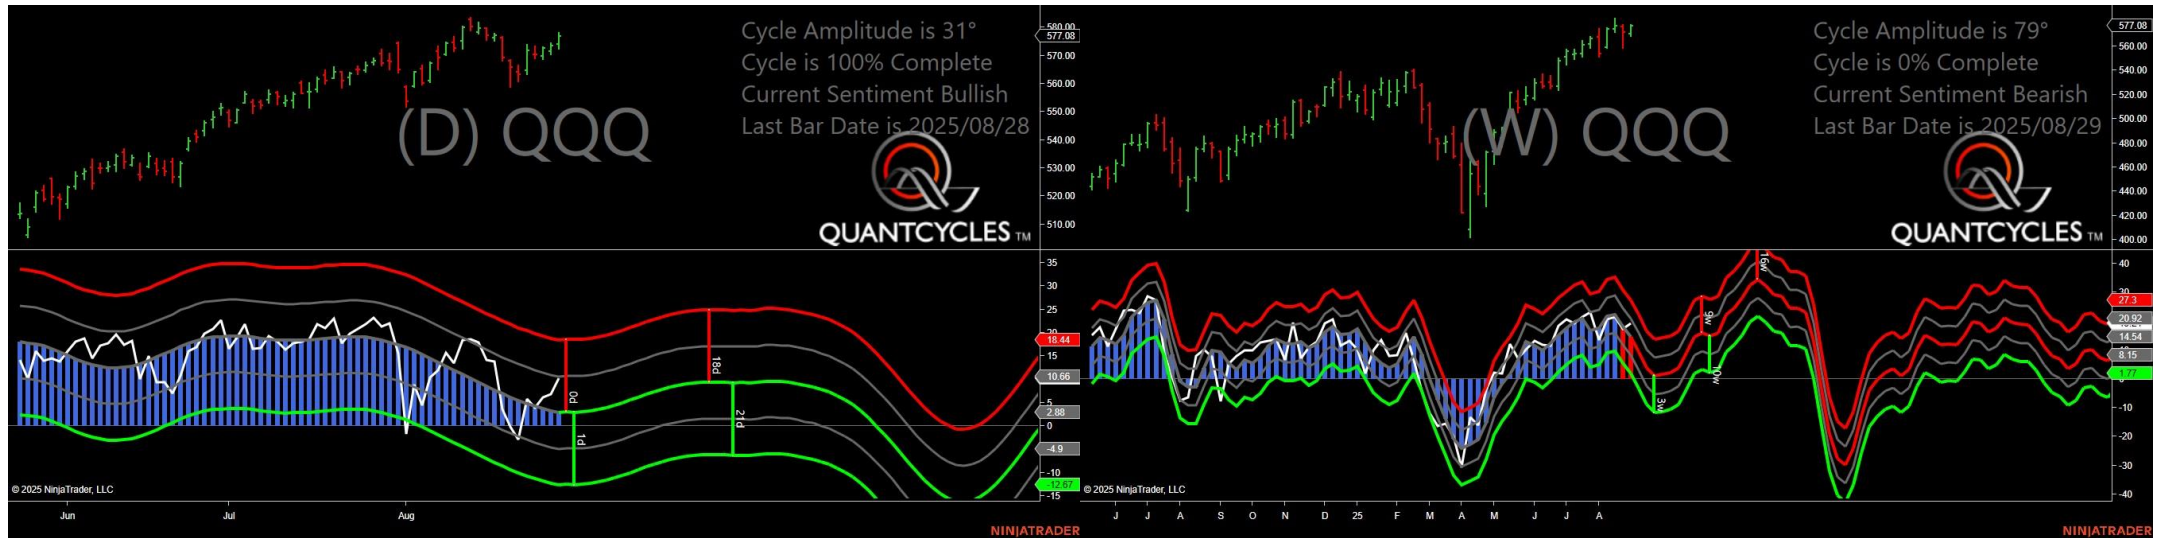 Cycle Amplitude is 31°
Cycle is 100% Complete
Current Sentiment Bullish
Last Bar Date is 2025/08/28
(D) QQQ
QUANTCYCLES TM
580.00
577.08
570.00
560.00
550.00
540.00
530.00
520.00
510.00
35
30
25
20
18.44
15
10.66
5
2.88
0
-4.9
-10
-12.67
-15
0d
1d
18d
21d
© 2025 NinjaTrader, LLC
Jun Jul Aug
NINJATRADER
Cycle Amplitude is 79°
Cycle is 0% Complete
Current Sentiment Bearish
Last Bar Date is 2025/08/29
(W) QQQ
QUANTCYCLES TM
577.08
560.00
540.00
520.00
500.00
480.00
460.00
440.00
420.00
400.00
40
30
27.3
20.92
14.54
8.15
1.77
-10
-20
-30
-40
3w
9w
10w
16w
© 2025 NinjaTrader, LLC
J J A S O N D 25 F M A M J J A
NINJATRADER